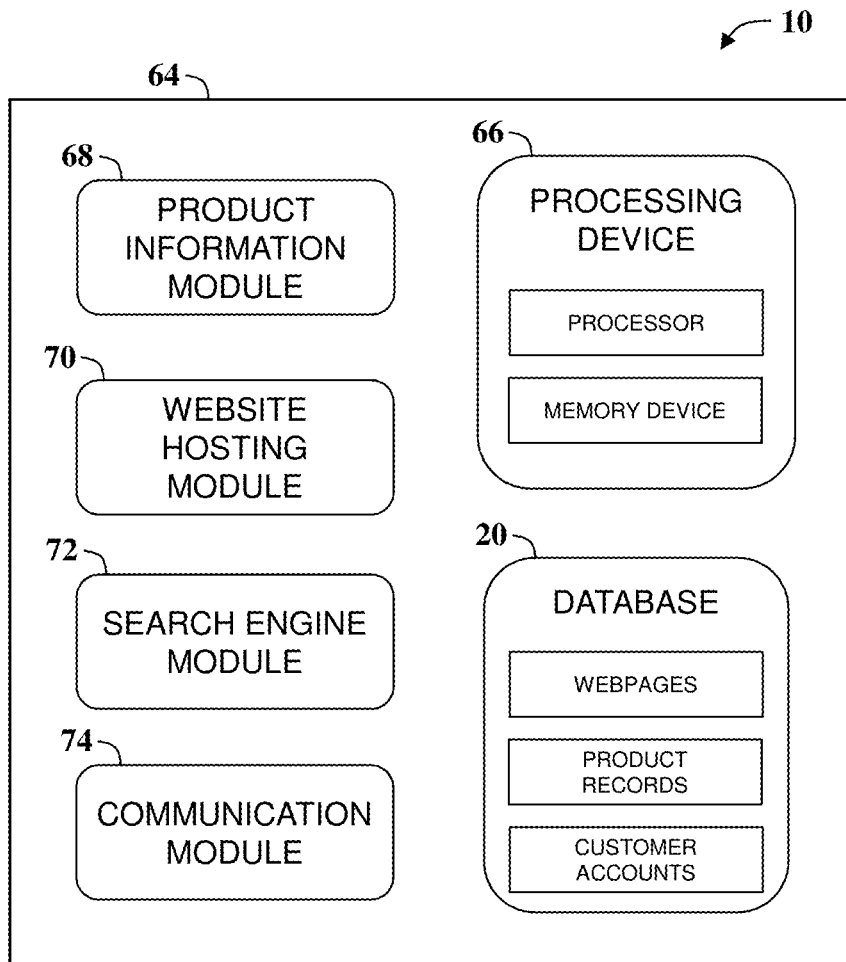 10
64
68
PRODUCT
INFORMATION
MODULE
70
WEBSITE
HOSTING
MODULE
72
SEARCH ENGINE
MODULE
74
COMMUNICATION
MODULE
66
PROCESSING
DEVICE
PROCESSOR
MEMORY DEVICE
20
DATABASE
WEBPAGES
PRODUCT
RECORDS
CUSTOMER
ACCOUNTS